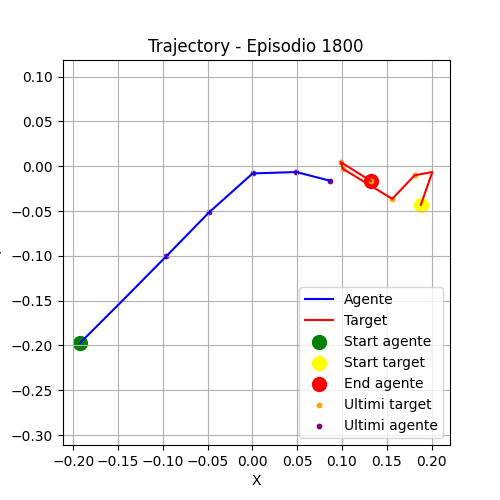 Trajectory - Episodio 1800
0.10
0.05
0.00
−0.05
−0.10
−0.15
−0.20
−0.25
−0.30
Agente
Target
Start agente
Start target
End agente
Ultimi target
Ultimi agente
−0.20 −0.15 −0.10 −0.05 0.00 0.05 0.10 0.15 0.20
X